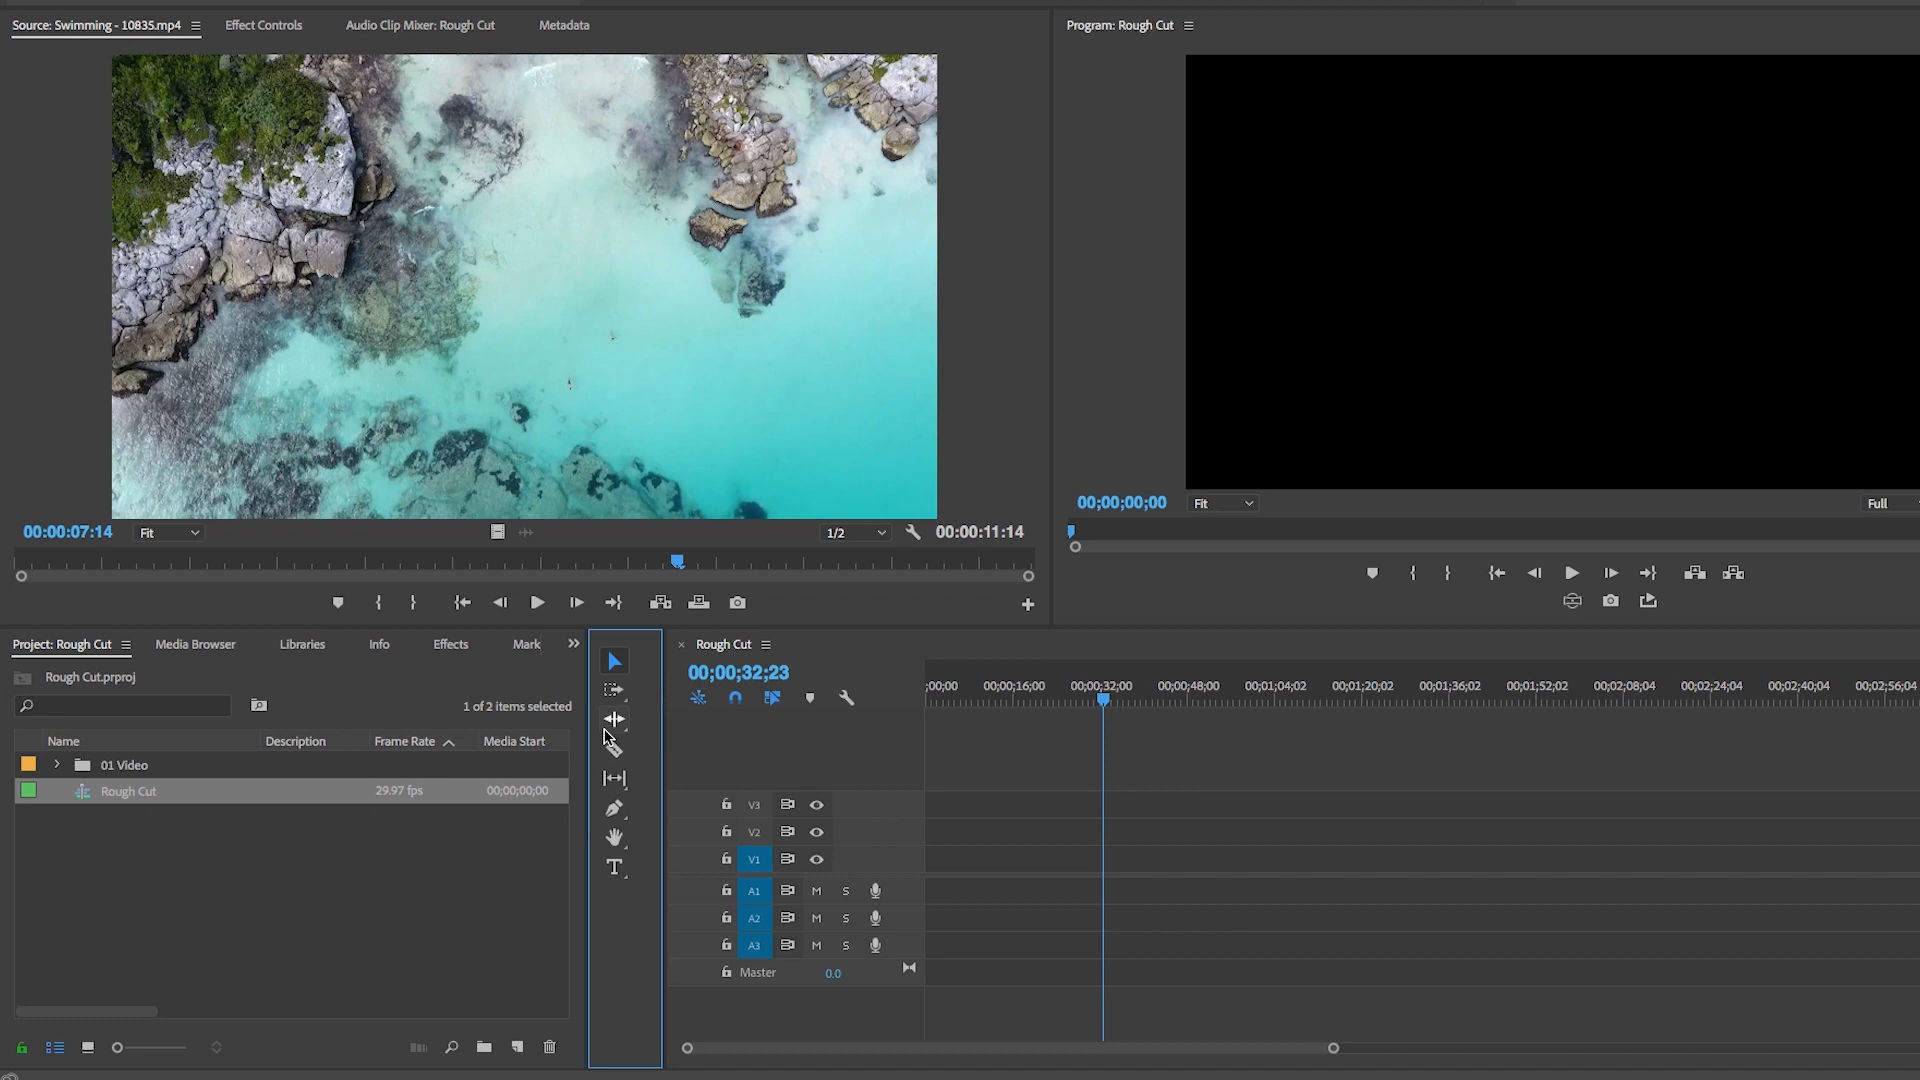 Source: Swimming - 10835.mp4 Effect Controls Audio Clip Mixer: Rough Cut Metadata
Program: Rough Cut
00:00:07:14 Fit 1/2 00:00:11:14
00;00;00;00 Fit Full
Project: Rough Cut Media Browser Libraries Info Effects Mark
Rough Cut.prproj
1 of 2 items selected
Name Description Frame Rate Media Start
01 Video
Rough Cut 29.97 fps 00;00;00;00
T
× Rough Cut
00;00;32;23
;00;00 00;00;16;00 00;00;32;00 00;00;48;00 00;01;04;02 00;01;20;02 00;01;36;02 00;01;52;02 00;02;08;04 00;02;24;04 00;02;40;04 00;02;56;04
V3
V2
V1
A1 M S
A2 M S
A3 M S
Master 0.0